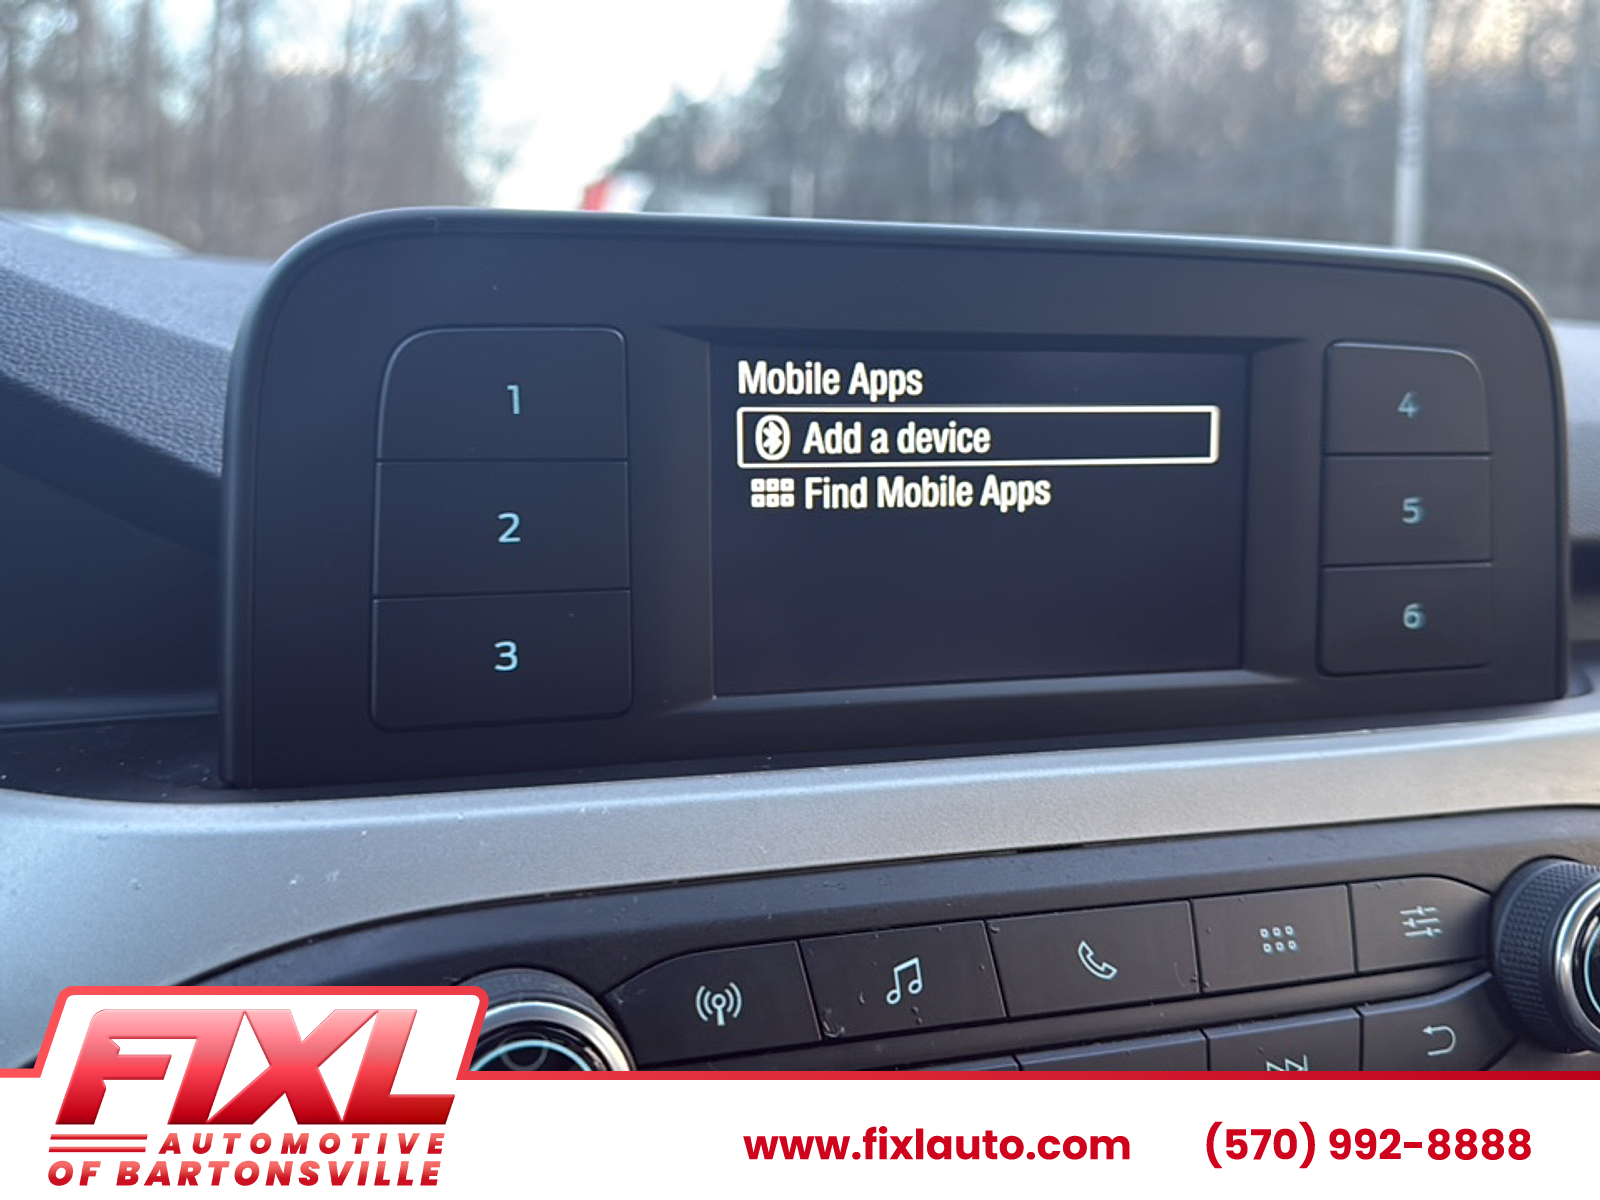 Mobile Apps
Add a device
Find Mobile Apps
1
2
3
4
5
6
FIXL
AUTOMOTIVE
OF BARTONSVILLE
www.fixlauto.com
(570) 992-8888